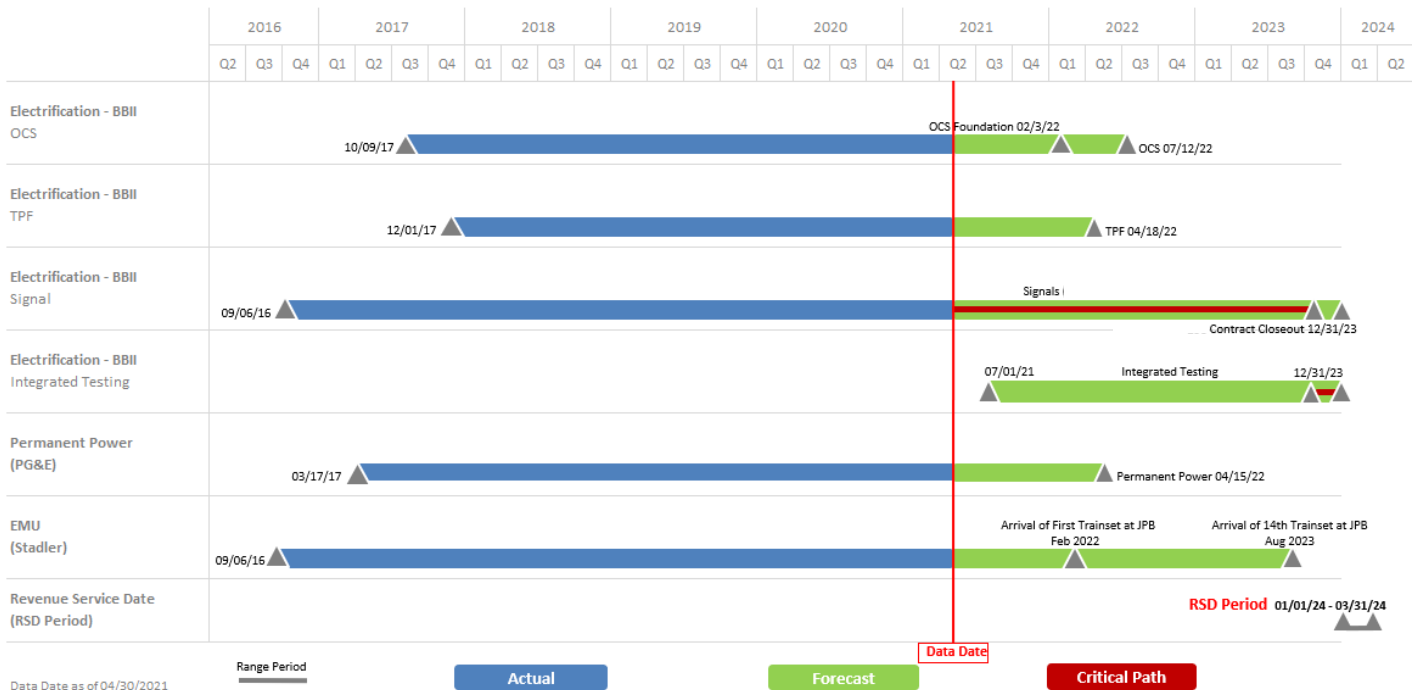 2016 2017 2018 2019 2020 2021 2022 2023 2024
Q2 Q3 Q4 Q1 Q2 Q3 Q4 Q1 Q2 Q3 Q4 Q1 Q2 Q3 Q4 Q1 Q2 Q3 Q4 Q1 Q2 Q3 Q4 Q1 Q2 Q3 Q4 Q1 Q2 Q3 Q4 Q1 Q2
Electrification - BBII
OCS
10/09/17
OCS Foundation 02/3/22
OCS 07/12/22
Electrification - BBII
TPF
12/01/17
TPF 04/18/22
Electrification - BBII
Signal
09/06/16
Signals
Contract Closeout 12/31/23
Electrification - BBII
Integrated Testing
07/01/21
Integrated Testing
12/31/23
Permanent Power
(PG&E)
03/17/17
Permanent Power 04/15/22
EMU
(Stadler)
09/06/16
Arrival of First Trainset at JPB
Feb 2022
Arrival of 14th Trainset at JPB
Aug 2023
Revenue Service Date
(RSD Period)
RSD Period 01/01/24 - 03/31/24
Data Date
Data Date as of 04/30/2021
Range Period
Actual
Forecast
Critical Path